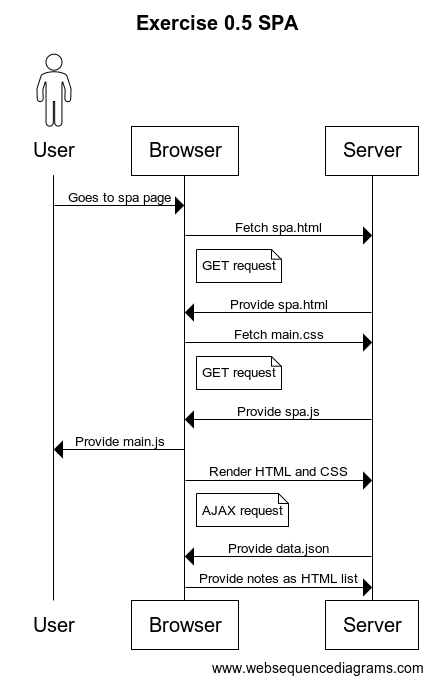 Exercise 0.5 SPA
User
Browser
Server
Goes to spa page
Fetch spa.html
GET request
Provide spa.html
Fetch main.css
GET request
Provide spa.js
Provide main.js
Render HTML and CSS
AJAX request
Provide data.json
Provide notes as HTML list
User
Browser
Server
www.websequencediagrams.com